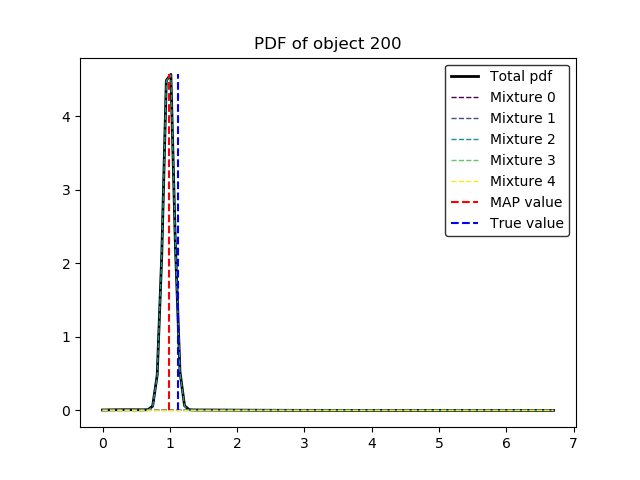 PDF of object 200
Total pdf
Mixture 0
Mixture 1
Mixture 2
Mixture 3
Mixture 4
MAP value
True value
4
3
2
1
0
0 1 2 3 4 5 6 7